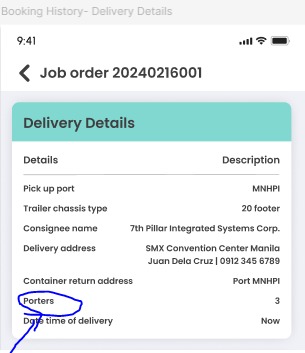 Booking History- Delivery Details
9:41
Job order 20240216001
Delivery Details
Details Description
Pick up port MNHPI
Trailer chassis type 20 footer
Consignee name 7th Pillar Integrated Systems Corp.
Delivery address SMX Convention Center Manila
Juan Dela Cruz | 0912 345 6789
Container return address Port MNHPI
Porters 3
Date time of delivery Now